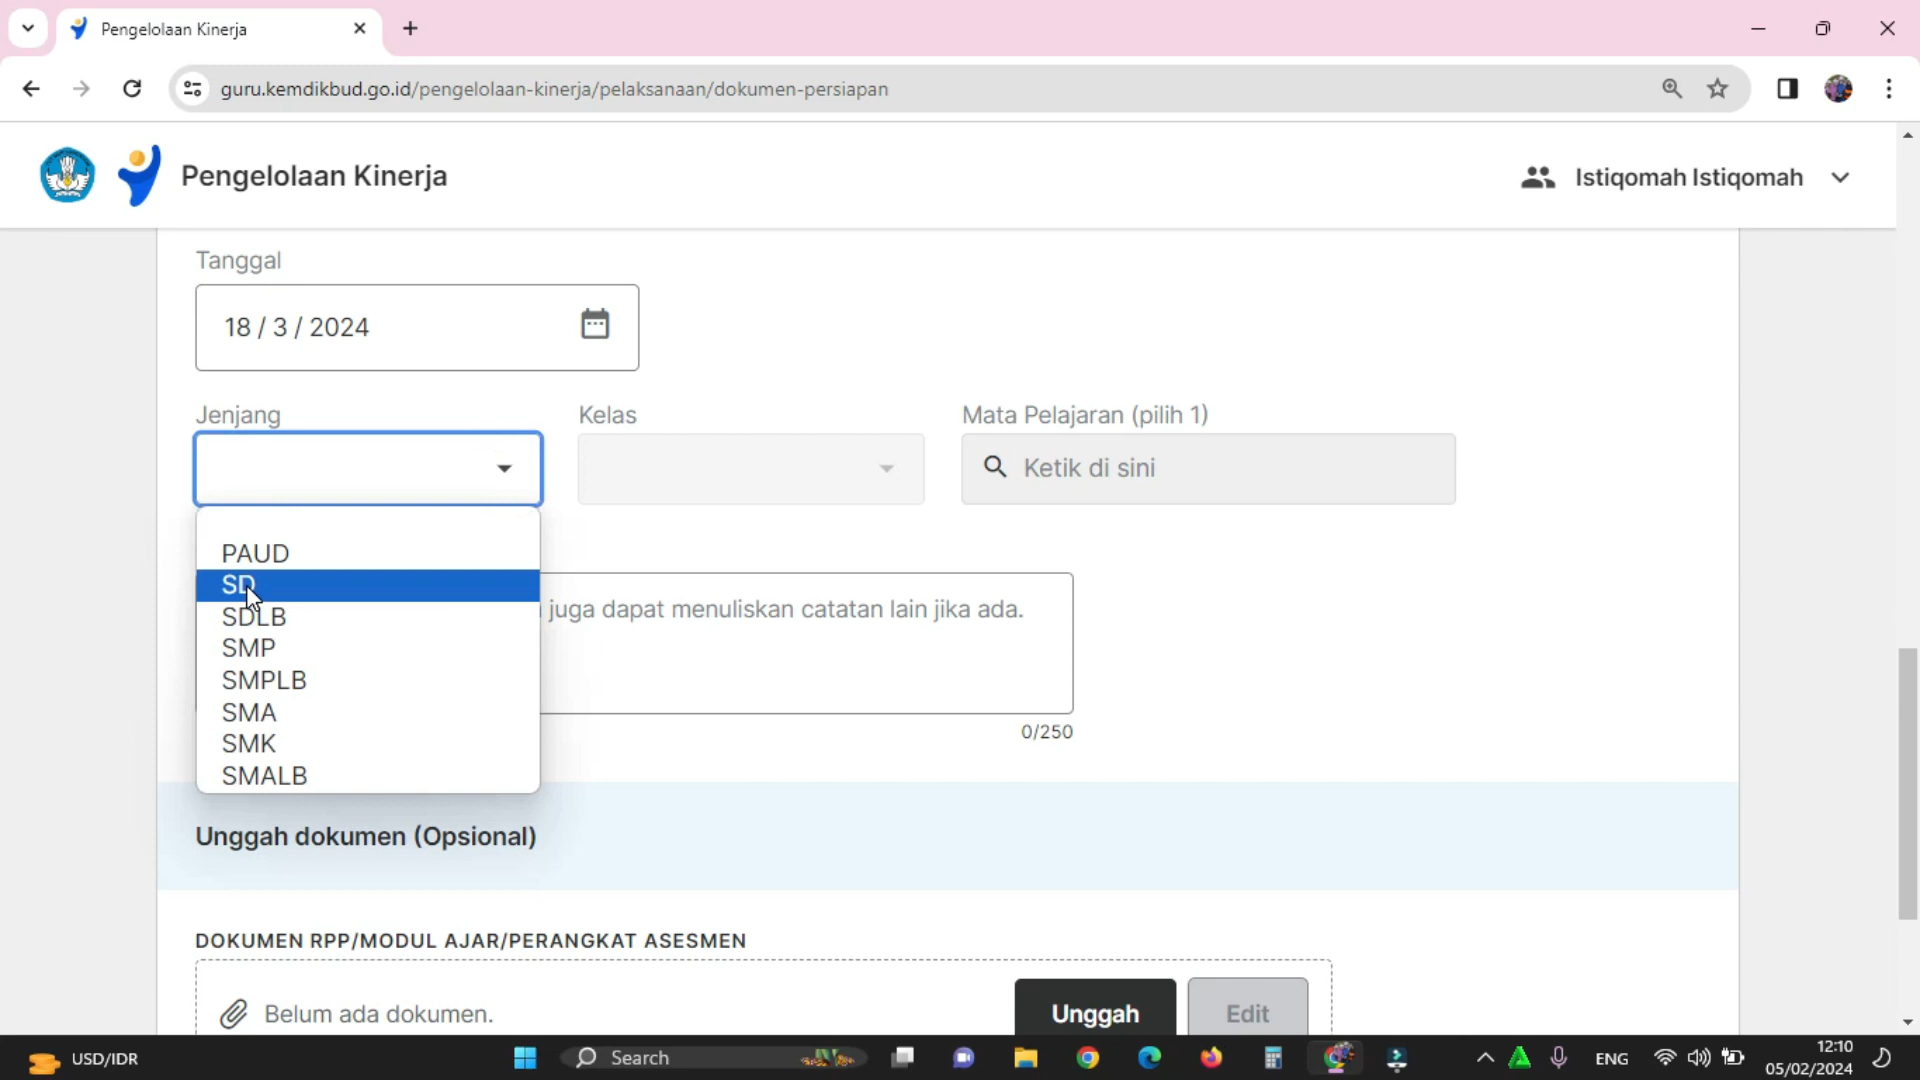 Pengelolaan Kinerja
guru.kemdikbud.go.id/pengelolaan-kinerja/pelaksanaan/dokumen-persiapan
Pengelolaan Kinerja
Istiqomah Istiqomah
Tanggal
18 / 3 / 2024
Jenjang
Kelas
Mata Pelajaran (pilih 1)
Ketik di sini
PAUD
SD
SDLB
SMP
SMPLB
SMA
SMK
SMALB
juga dapat menuliskan catatan lain jika ada.
0/250
Unggah dokumen (Opsional)
DOKUMEN RPP/MODUL AJAR/PERANGKAT ASESMEN
Belum ada dokumen.
Unggah
Edit
USD/IDR
Search
ENG
12:10
05/02/2024